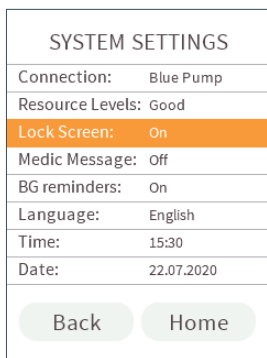 SYSTEM SETTINGS
Connection: Blue Pump
Resource Levels: Good
Lock Screen: On
Medic Message: Off
BG reminders: On
Language: English
Time: 15:30
Date: 22.07.2020
Back Home